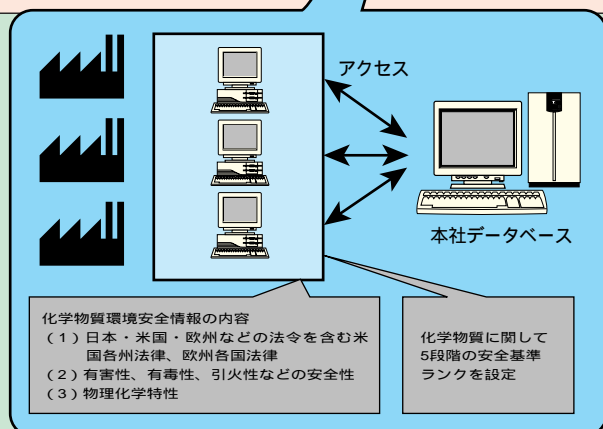 アクセス
本社データベース
化学物質環境安全情報の内容
(1)日本・米国・欧州などの法令を含む米
国各州法律、欧州各国法律
(2)有害性、有毒性、引火性などの安全性
(3)物理化学特性
化学物質に関して
5段階の安全基準
ランクを設定